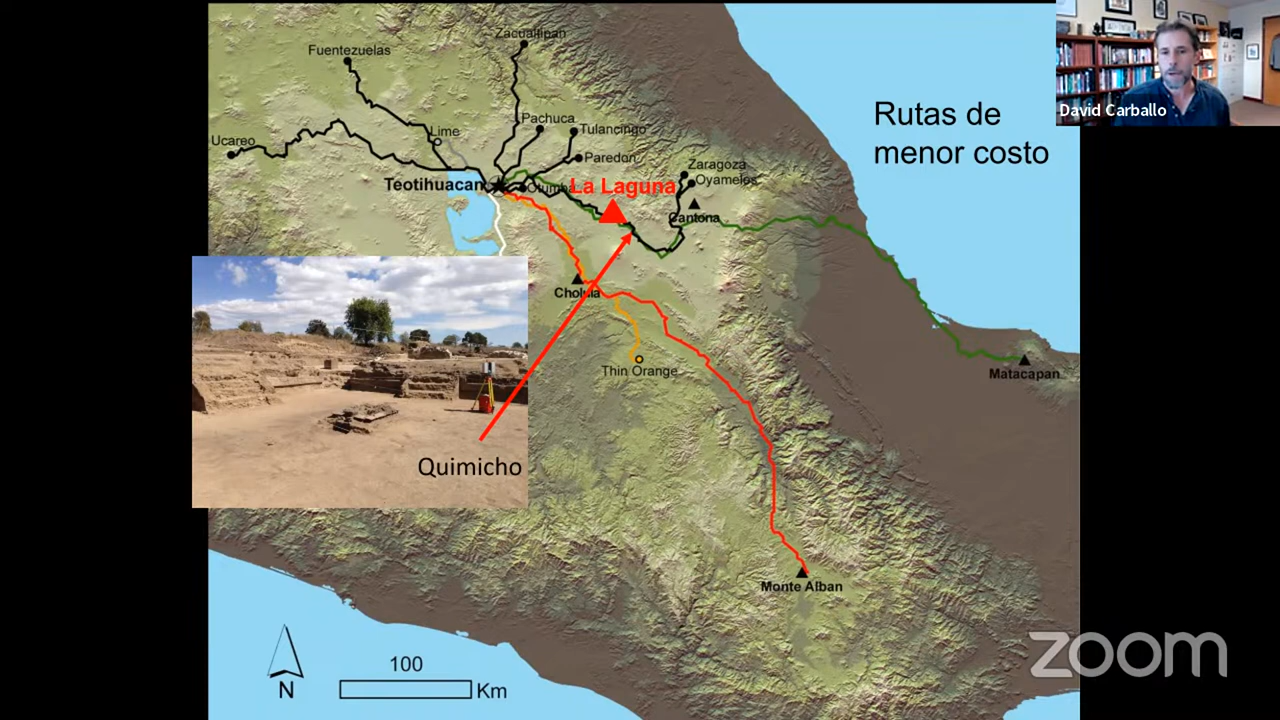 Zacualtipan
Fuentezuelas
David Carballo
Rutas de
menor costo
Pachuca
Tulancingo
Lime
Ucareo
Paredon
Zaragoza
Oyameles
Teotihuacan
Otumba
La Laguna
Cantona
Cholula
Thin Orange
Matacapan
Quimicho
Monte Alban
zoom
100
N
Km